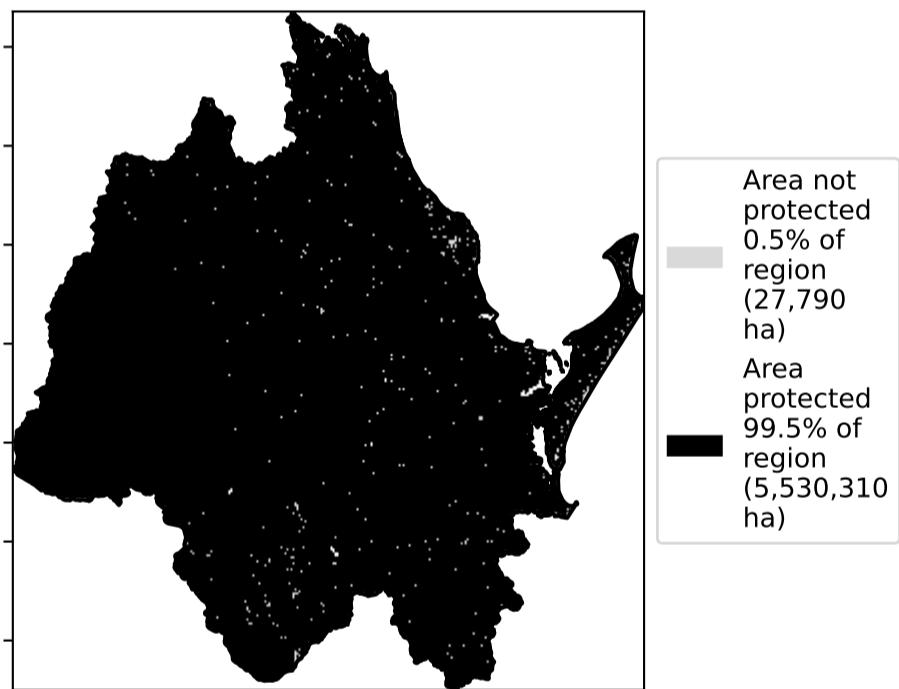 Area not
protected
0.5% of
region
(27,790
ha)
Area
protected
99.5% of
region
(5,530,310
ha)